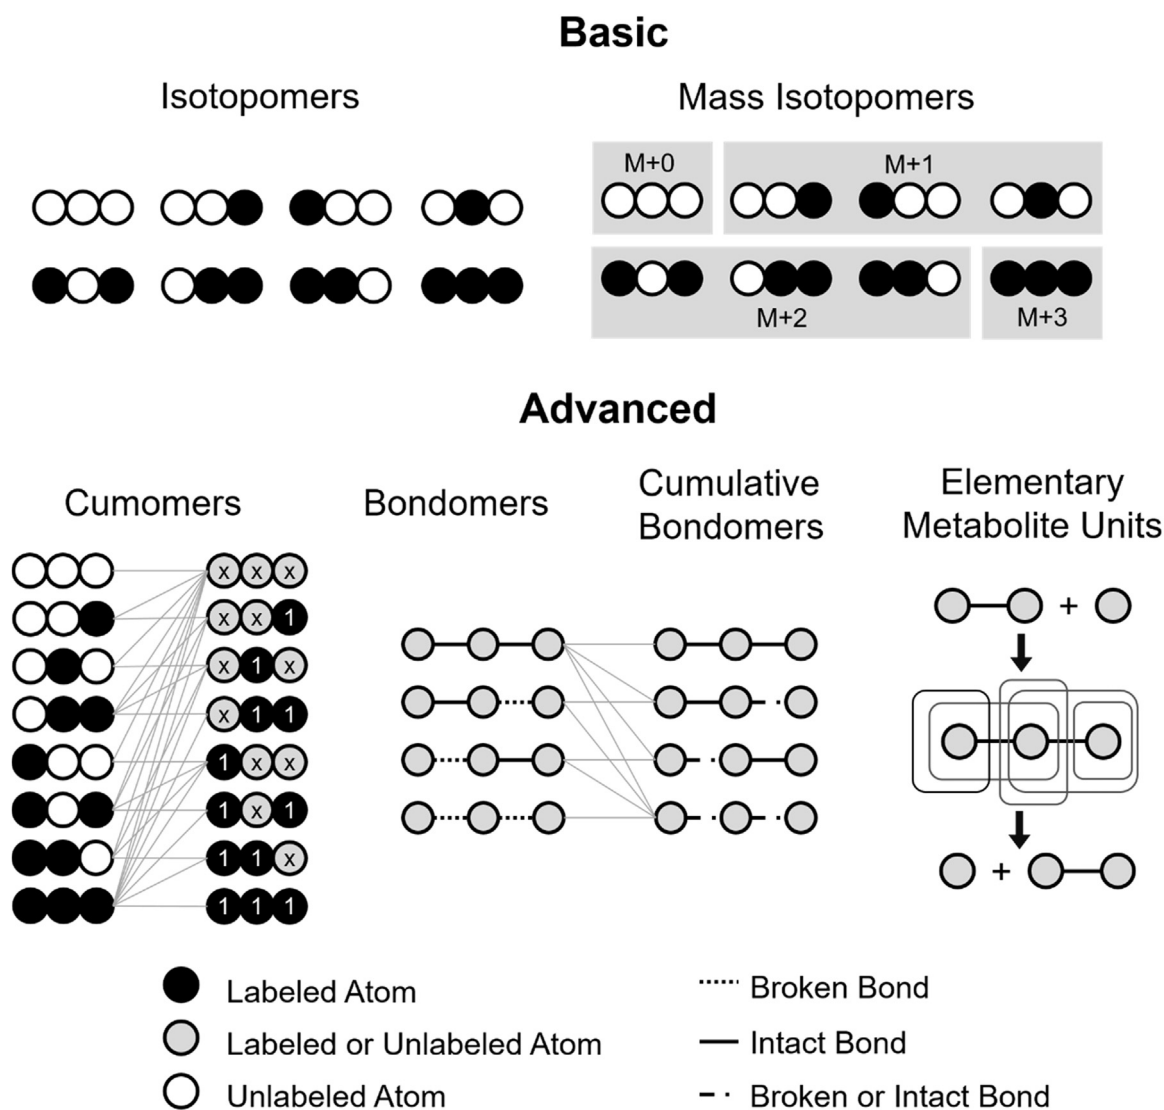 Basic
Isotopomers
Mass Isotopomers
M+0
M+1
M+2
M+3
Advanced
Cumomers
Bondomers
Cumulative
Bondomers
Elementary
Metabolite Units
x x x
x x 1
x 1 x
x 1 1
1 x x
1 x 1
1 1 x
1 1 1
+
+
Labeled Atom
Labeled or Unlabeled Atom
Unlabeled Atom
Broken Bond
Intact Bond
Broken or Intact Bond